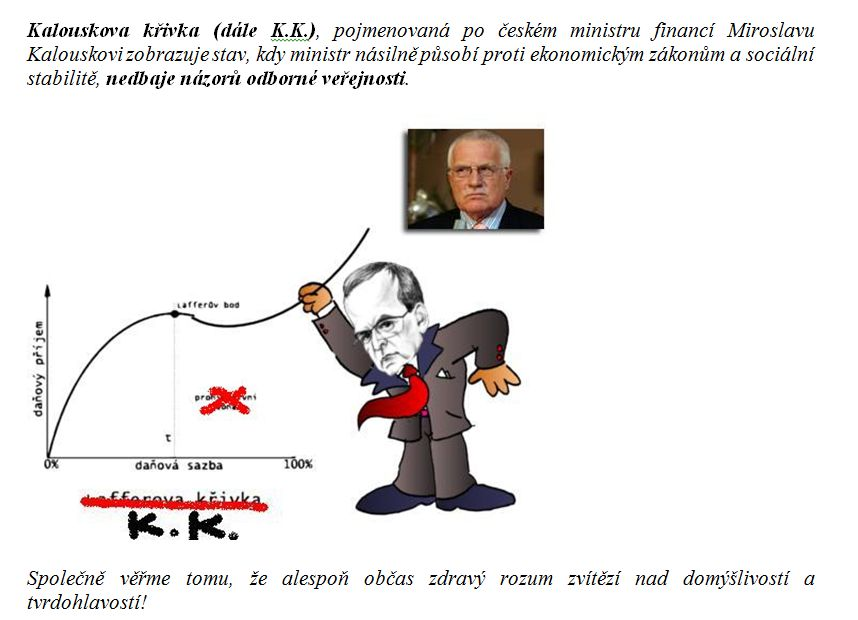 Kalouskova křivka (dále K.K.), pojmenovaná po českém ministru financí Miroslavu
Kalouskovi zobrazuje stav, kdy ministr násilně působí proti ekonomickým zákonům a sociální
stabilitě, nedbaje názorů odborné veřejnosti.
Lafferův bod
daňový příjem
t
0%
daňová sazba
100%
Lafferova křivka
K.K.
Společně věřme tomu, že alespoň občas zdravý rozum zvítězí nad domýšlivostí a
tvrdohlavostí!